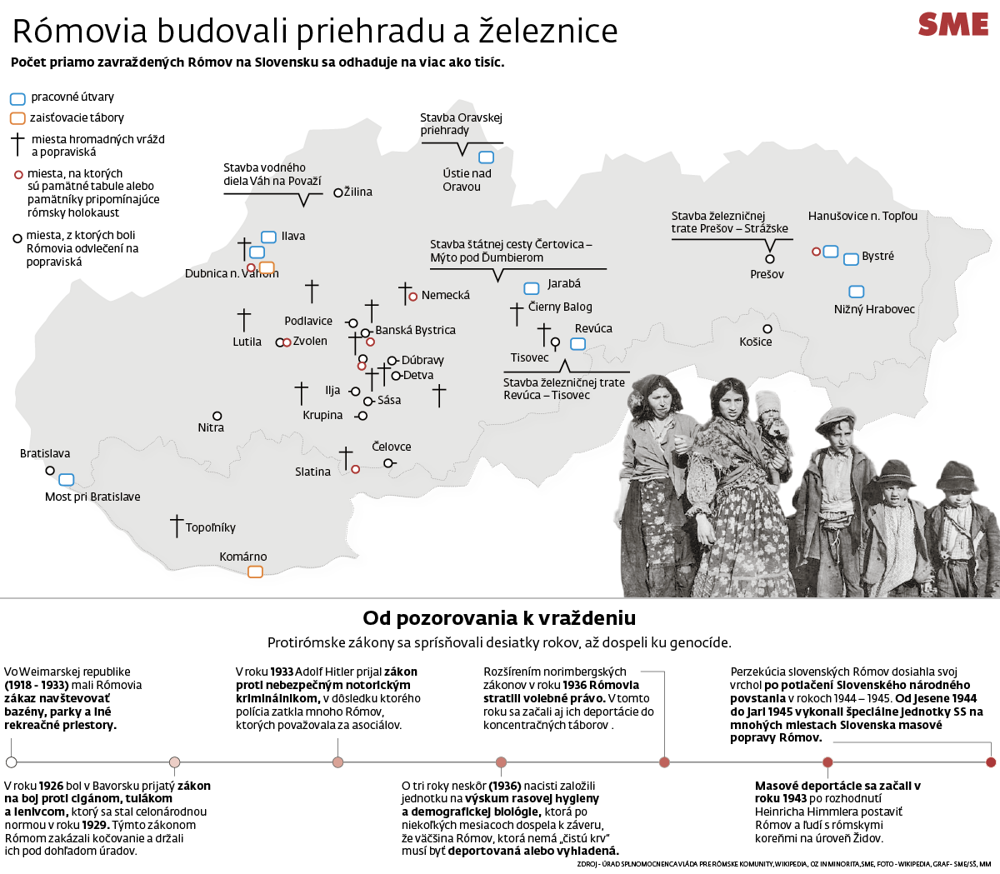 Rómovia budovali priehradu a železnice
SME
Počet priamo zavraždených Rómov na Slovensku sa odhaduje na viac ako tisíc.
pracovné útvary
zaisťovacie tábory
miesta hromadných vrážd
a popraviská
miesta, na ktorých
sú pamätné tabule alebo
pamätníky pripomínajúce
rómsky holokaust
miesta, z ktorých boli
Rómovia odvlečení na
popraviská
Stavba Oravskej
priehrady
Ústie nad
Oravou
Stavba vodného
diela Váh na Považí
Žilina
Ilava
Dubnica n. Váhom
Stavba štátnej cesty Čertovica –
Mýto pod Ďumbierom
Jarabá
Stavba železničnej
trate Prešov – Strážske
Prešov
Hanušovice n. Topľou
Bystré
Nižný Hrabovec
Nemecká
Čierny Balog
Podlavice
Banská Bystrica
Revúca
Lutila
Zvolen
Košice
Tisovec
Dúbravy
Detva
Stavba železničnej trate
Revúca – Tisovec
Ilja
Sása
Krupina
Nitra
Bratislava
Čelovce
Slatina
Most pri Bratislave
Topoľníky
Komárno
Od pozorovania k vraždeniu
Protirómske zákony sa sprísňovali desiatky rokov, až dospeli ku genocíde.
Vo Weimarskej republike
(1918 - 1933) mali Rómovia
zákaz navštevovať
bazény, parky a iné
rekreačné priestory.
V roku 1933 Adolf Hitler prijal zákon
proti nebezpečným notorickým
kriminálnikom, v dôsledku ktorého
polícia zatkla mnoho Rómov,
ktorých považovala za asociálov.
Rozšírením norimbergských
zákonov v roku 1936 Rómovia
stratili volebné právo. V tomto
roku sa začali aj ich deportácie do
koncentračných táborov .
Perzekúcia slovenských Rómov dosiahla svoj
vrchol po potlačení Slovenského národného
povstania v rokoch 1944 – 1945. Od jesene 1944
do jari 1945 vykonali špeciálne jednotky SS na
mnohých miestach Slovenska masové
popravy Rómov.
V roku 1926 bol v Bavorsku prijatý zákon
na boj proti cigánom, tulákom
a lenivcom, ktorý sa stal celonárodnou
normou v roku 1929. Týmto zákonom
Rómom zakázali kočovanie a držali
ich pod dohľadom úradov.
O tri roky neskôr (1936) nacisti založili
jednotku na výskum rasovej hygieny
a demografickej biológie, ktorá po
niekoľkých mesiacoch dospela k záveru,
že väčšina Rómov, ktorá nemá „čistú krv”
musí byť deportovaná alebo vyhladená.
Masové deportácie sa začali v
roku 1943 po rozhodnutí
Heinricha Himmlera postaviť
Rómov a ľudí s rómskymi
koreňmi na úroveň Židov.
ZDROJ - ÚRAD SPLNOMOCNENCA VLÁDA PRE RÓMSKE KOMUNITY, WIKIPEDIA, OZ IN MINORITA, SME, FOTO - WIKIPEDIA, GRAF - SME/SŠ, MM